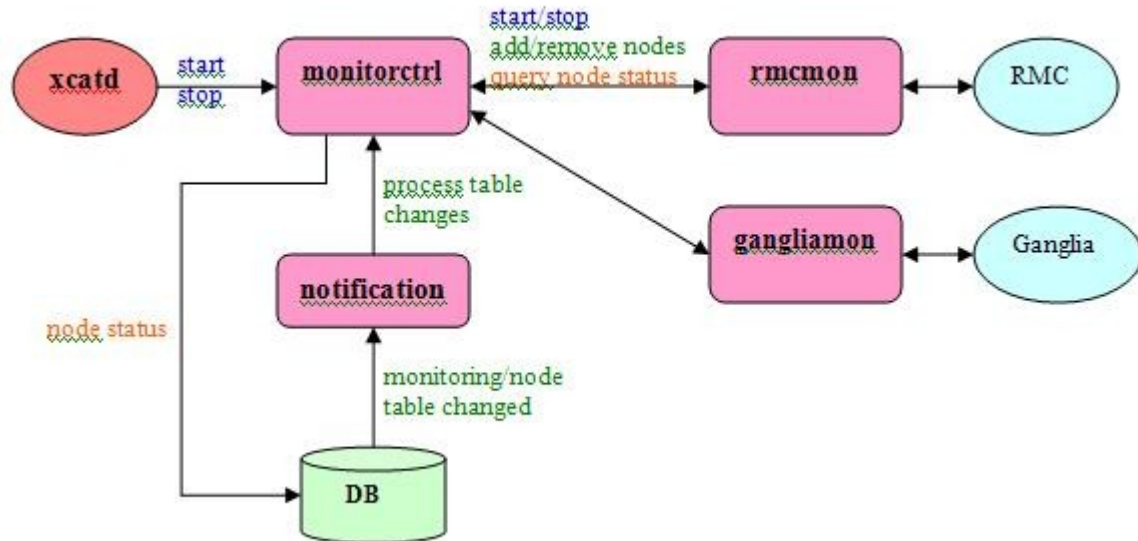 xcatd
start
stop
monitorctrl
start/stop
add/remove nodes
query node status
rmcmon
RMC
process table
changes
gangliamon
Ganglia
notification
node status
monitoring/node
table changed
DB